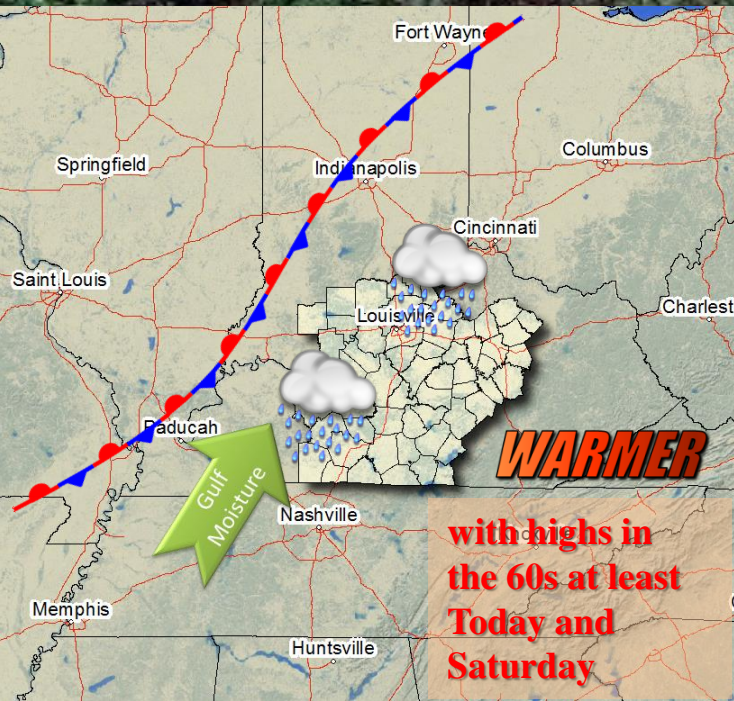 Fort Wayne
Columbus
Springfield
Indianapolis
Cincinnati
Saint Louis
Charlest
Louisville
Paducah
WARMER
Gulf
Moisture
Nashville
with highs in
the 60s at least
Today and
Saturday
Memphis
Huntsville